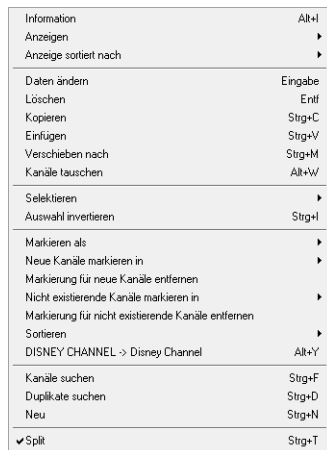 Information Alt+I
Anzeigen
Anzeige sortiert nach
Daten ändern Eingabe
Löschen Entf
Kopieren Strg+C
Einfügen Strg+V
Verschieben nach Strg+M
Kanäle tauschen Alt+W
Selektieren
Auswahl invertieren Strg+I
Markieren als
Neue Kanäle markieren in
Markierung für neue Kanäle entfernen
Nicht existierende Kanäle markieren in
Markierung für nicht existierende Kanäle entfernen
Sortieren
DISNEY CHANNEL -> Disney Channel Alt+Y
Kanäle suchen Strg+F
Duplikate suchen Strg+D
Neu Strg+N
Split Strg+T